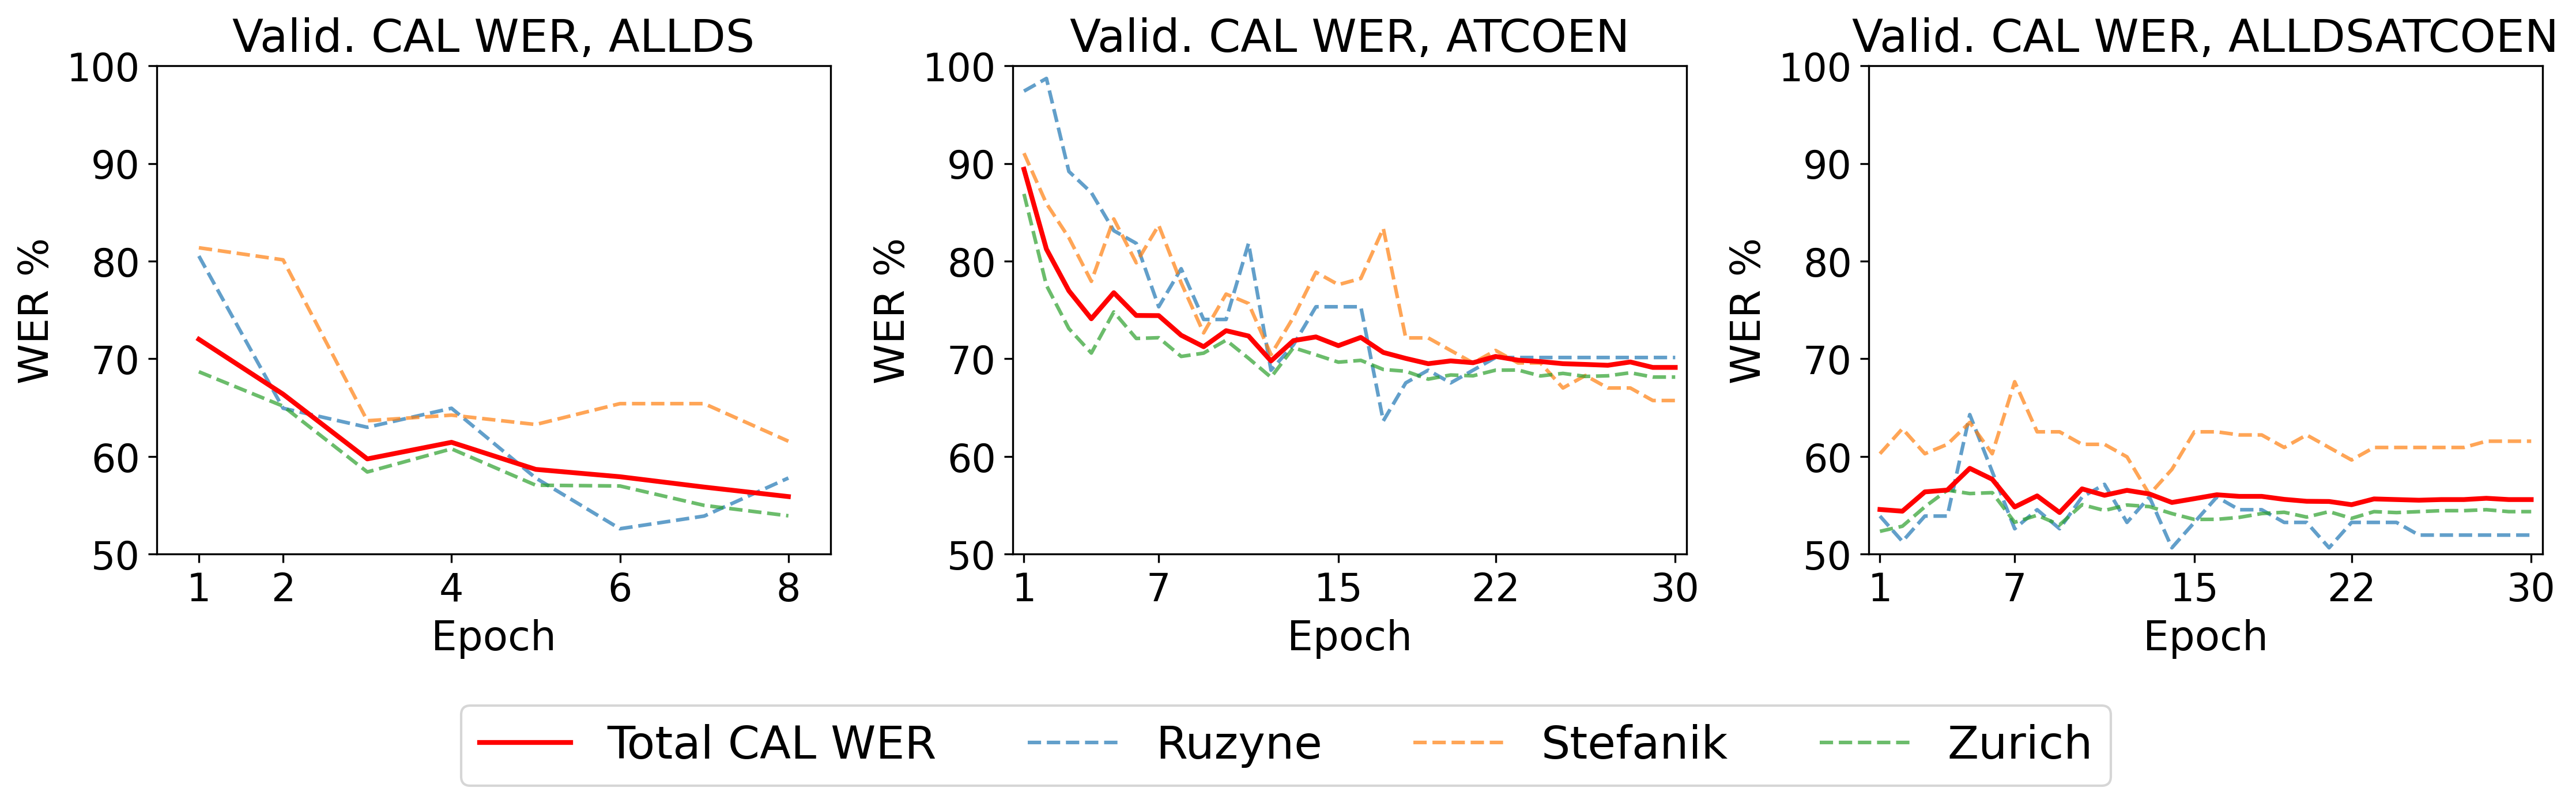 Valid. CAL WER, ALLDS
100
90
80
70
60
50
WER %
1 2 4 6 8
Epoch
Valid. CAL WER, ATCOEN
100
90
80
70
60
50
WER %
1 7 15 22 30
Epoch
Valid. CAL WER, ALLDSATCOEN
100
90
80
70
60
50
WER %
1 7 15 22 30
Epoch
Total CAL WER Ruzyne Stefanik Zurich